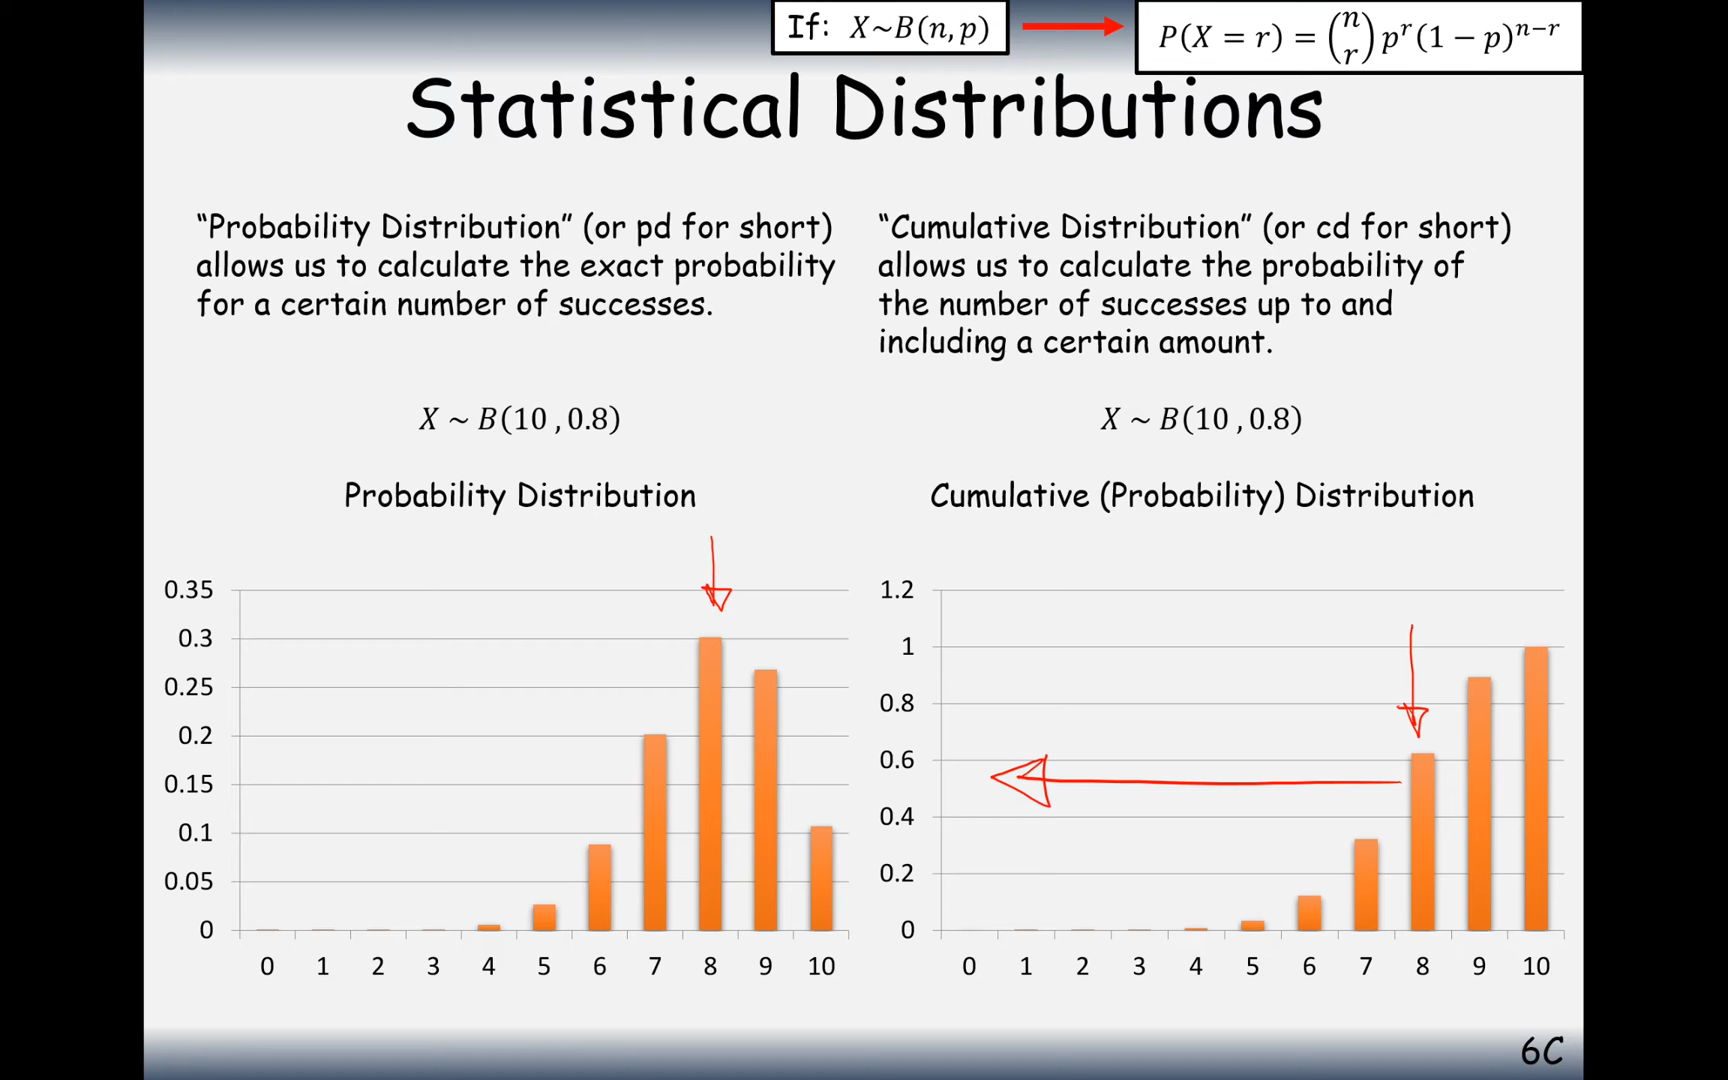 If: X~B(n, p)
P(X = r) = (n r) p^r (1 − p)^{n−r}
Statistical Distributions
“Probability Distribution” (or pd for short)
allows us to calculate the exact probability
for a certain number of successes.
“Cumulative Distribution” (or cd for short)
allows us to calculate the probability of
the number of successes up to and
including a certain amount.
X ~ B(10 , 0.8)
X ~ B(10 , 0.8)
Probability Distribution
0.35
0.3
0.25
0.2
0.15
0.1
0.05
0
0 1 2 3 4 5 6 7 8 9 10
Cumulative (Probability) Distribution
1.2
1
0.8
0.6
0.4
0.2
0
0 1 2 3 4 5 6 7 8 9 10
6C